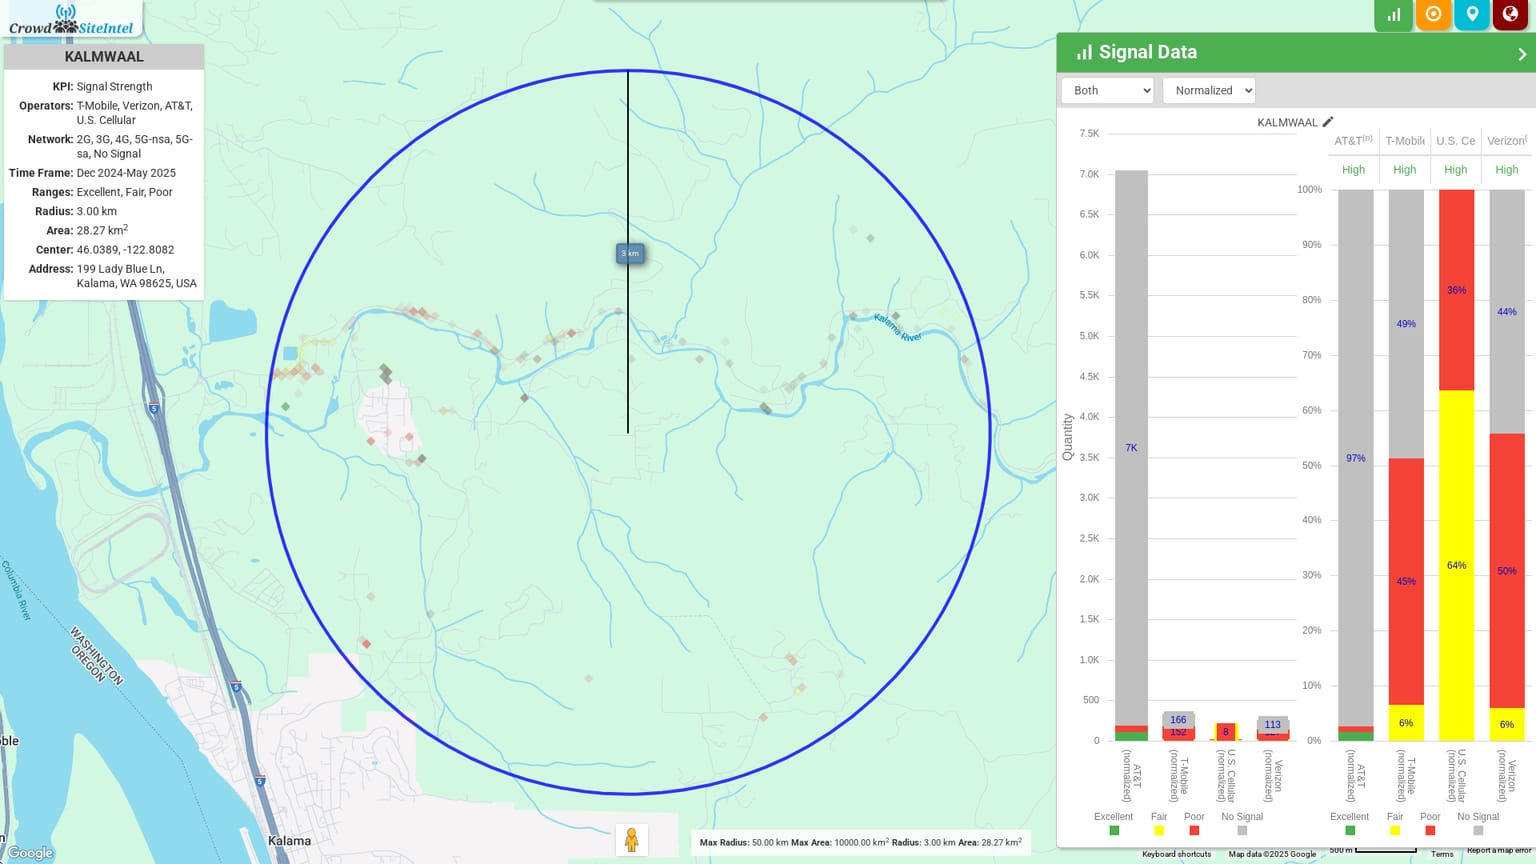 Crowd SiteIntel
KALMWAAL
KPI: Signal Strength
Operators: T-Mobile, Verizon, AT&T,
U.S. Cellular
Network: 2G, 3G, 4G, 5G-nsa, 5G-
sa, No Signal
Time Frame: Dec 2024-May 2025
Ranges: Excellent, Fair, Poor
Radius: 3.00 km
Area: 28.27 km²
Center: 46.0389, -122.8082
Address: 199 Lady Blue Ln,
Kalama, WA 98625, USA
3 km
Kalama River
5
5
5
Columbia River
WASHINGTON
OREGON
Kalama
Google
Max Radius: 50.00 km Max Area: 10000.00 km² Radius: 3.00 km Area: 28.27 km²
Signal Data
Both
Normalized
KALMWAAL
7.5K
7.0K
6.5K
6.0K
5.5K
5.0K
4.5K
4.0K
3.5K
3.0K
2.5K
2.0K
1.5K
1.0K
500
0
Quantity
7K
166
152
8
113
AT&T (normalized)
T-Mobile (normalized)
U.S. Cellular (normalized)
Verizon (normalized)
Excellent Fair Poor No Signal
AT&T(n) T-Mobile U.S. Ce Verizon(
High High High High
100%
90%
80%
70%
60%
50%
40%
30%
20%
10%
0%
97%
49%
45%
6%
36%
64%
44%
50%
6%
AT&T (normalized)
T-Mobile (normalized)
U.S. Cellular (normalized)
Verizon (normalized)
Excellent Fair Poor No Signal
Keyboard shortcuts Map data ©2025 Google 500 m Terms Report a map error